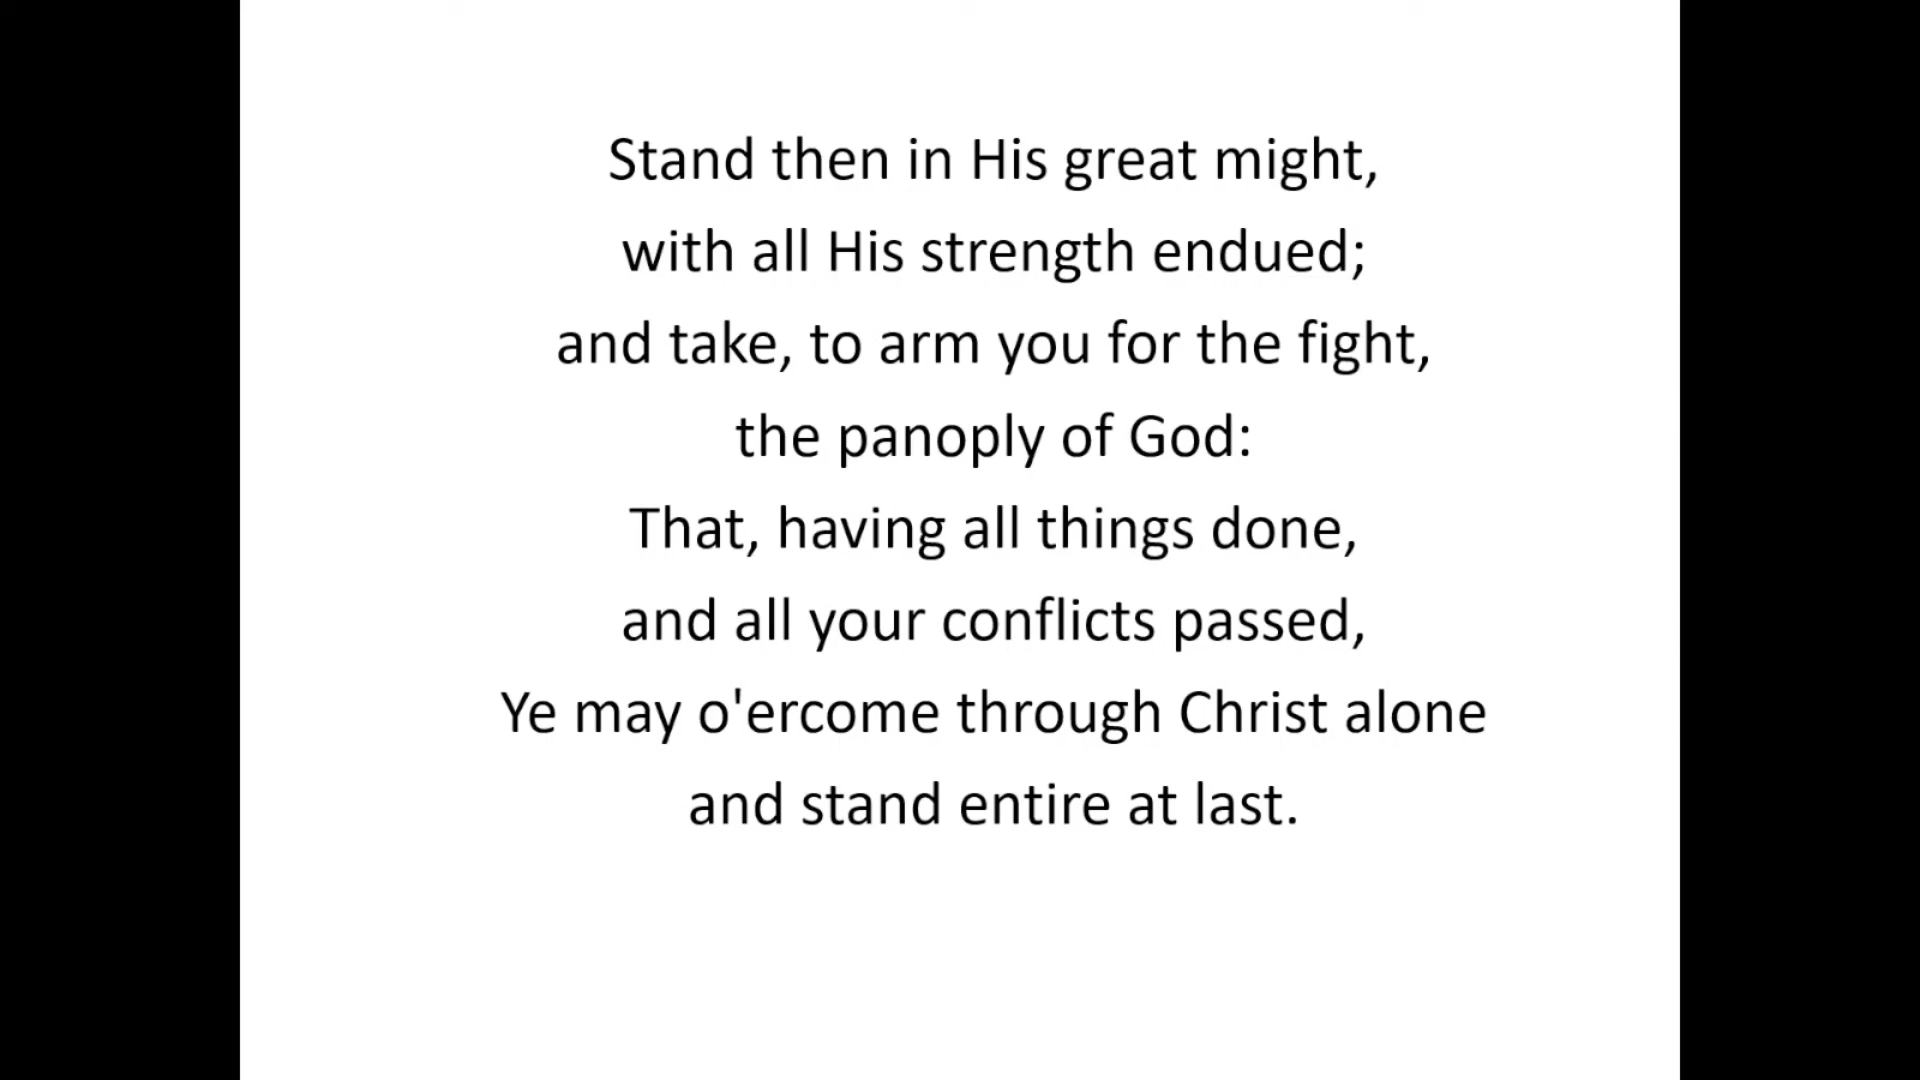 Stand then in His great might,
with all His strength endued;
and take, to arm you for the fight,
the panoply of God:
That, having all things done,
and all your conflicts passed,
Ye may o'ercome through Christ alone
and stand entire at last.